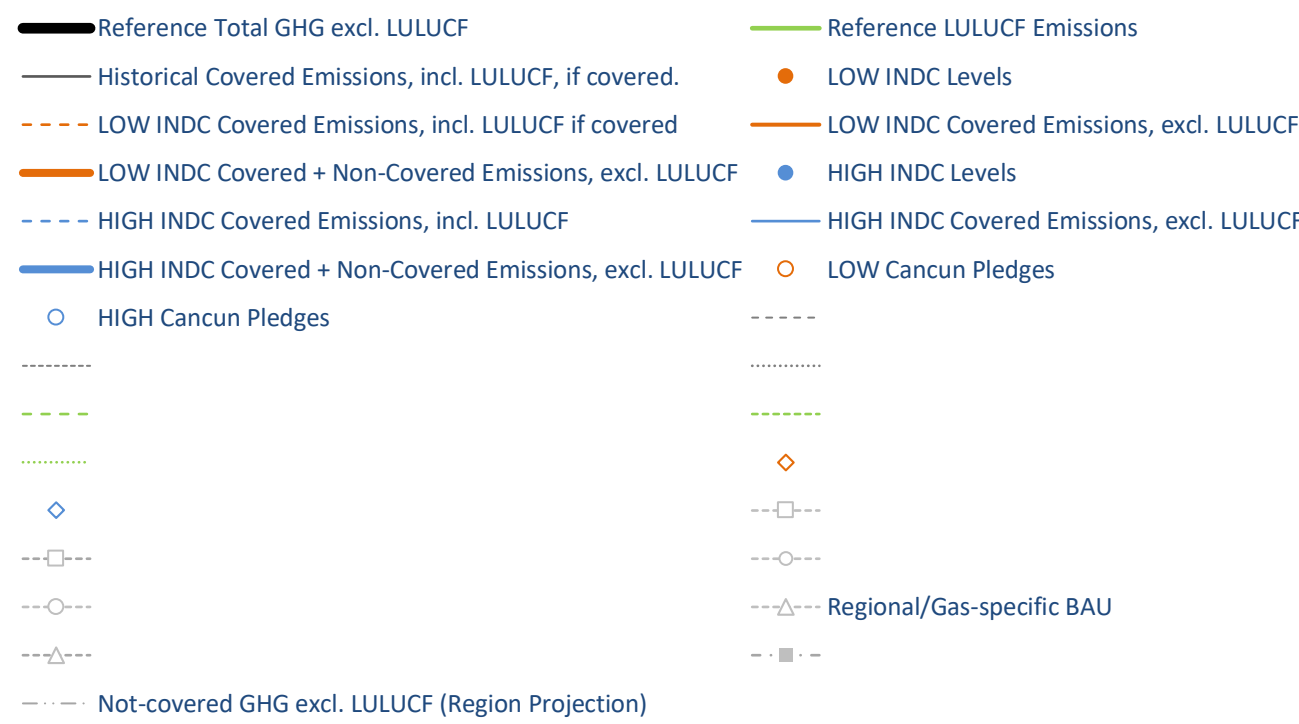 Reference Total GHG excl. LULUCF
Reference LULUCF Emissions
Historical Covered Emissions, incl. LULUCF, if covered.
LOW INDC Levels
LOW INDC Covered Emissions, incl. LULUCF if covered
LOW INDC Covered Emissions, excl. LULUCF
LOW INDC Covered + Non-Covered Emissions, excl. LULUCF
HIGH INDC Levels
HIGH INDC Covered Emissions, incl. LULUCF
HIGH INDC Covered Emissions, excl. LULUCF
HIGH INDC Covered + Non-Covered Emissions, excl. LULUCF
LOW Cancun Pledges
HIGH Cancun Pledges
Regional/Gas-specific BAU
Not-covered GHG excl. LULUCF (Region Projection)